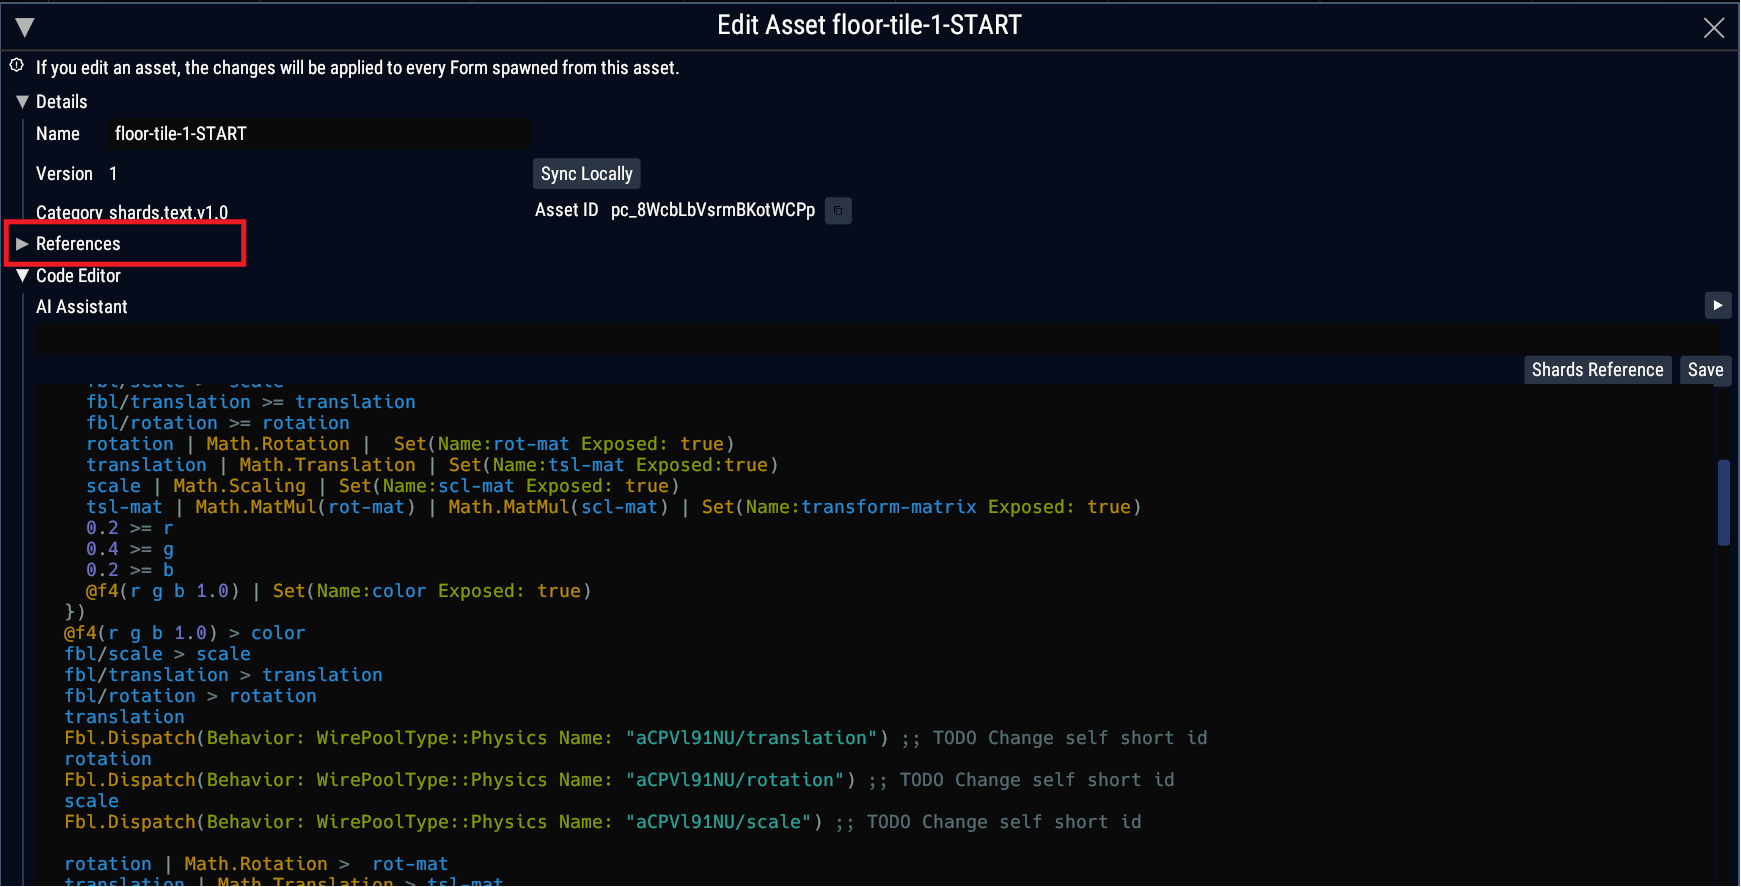 Edit Asset floor-tile-1-START
If you edit an asset, the changes will be applied to every Form spawned from this asset.
Details
Name floor-tile-1-START
Version 1 Sync Locally
Category shards.text.v1.0 Asset ID pc_8WcbLbVsrmBKotWCPp
References
Code Editor
AI Assistant
Shards Reference Save
fbl/scale > scale
fbl/translation >= translation
fbl/rotation >= rotation
rotation | Math.Rotation | Set(Name:rot-mat Exposed: true)
translation | Math.Translation | Set(Name:tsl-mat Exposed:true)
scale | Math.Scaling | Set(Name:scl-mat Exposed: true)
tsl-mat | Math.MatMul(rot-mat) | Math.MatMul(scl-mat) | Set(Name:transform-matrix Exposed: true)
0.2 >= r
0.4 >= g
0.2 >= b
@f4(r g b 1.0) | Set(Name:color Exposed: true)
})
@f4(r g b 1.0) > color
fbl/scale > scale
fbl/translation > translation
fbl/rotation > rotation
translation
Fbl.Dispatch(Behavior: WirePoolType::Physics Name: "aCPVl91NU/translation") ;; TODO Change self short id
rotation
Fbl.Dispatch(Behavior: WirePoolType::Physics Name: "aCPVl91NU/rotation") ;; TODO Change self short id
scale
Fbl.Dispatch(Behavior: WirePoolType::Physics Name: "aCPVl91NU/scale") ;; TODO Change self short id
rotation | Math.Rotation > rot-mat
translation | Math.Translation > tsl-mat